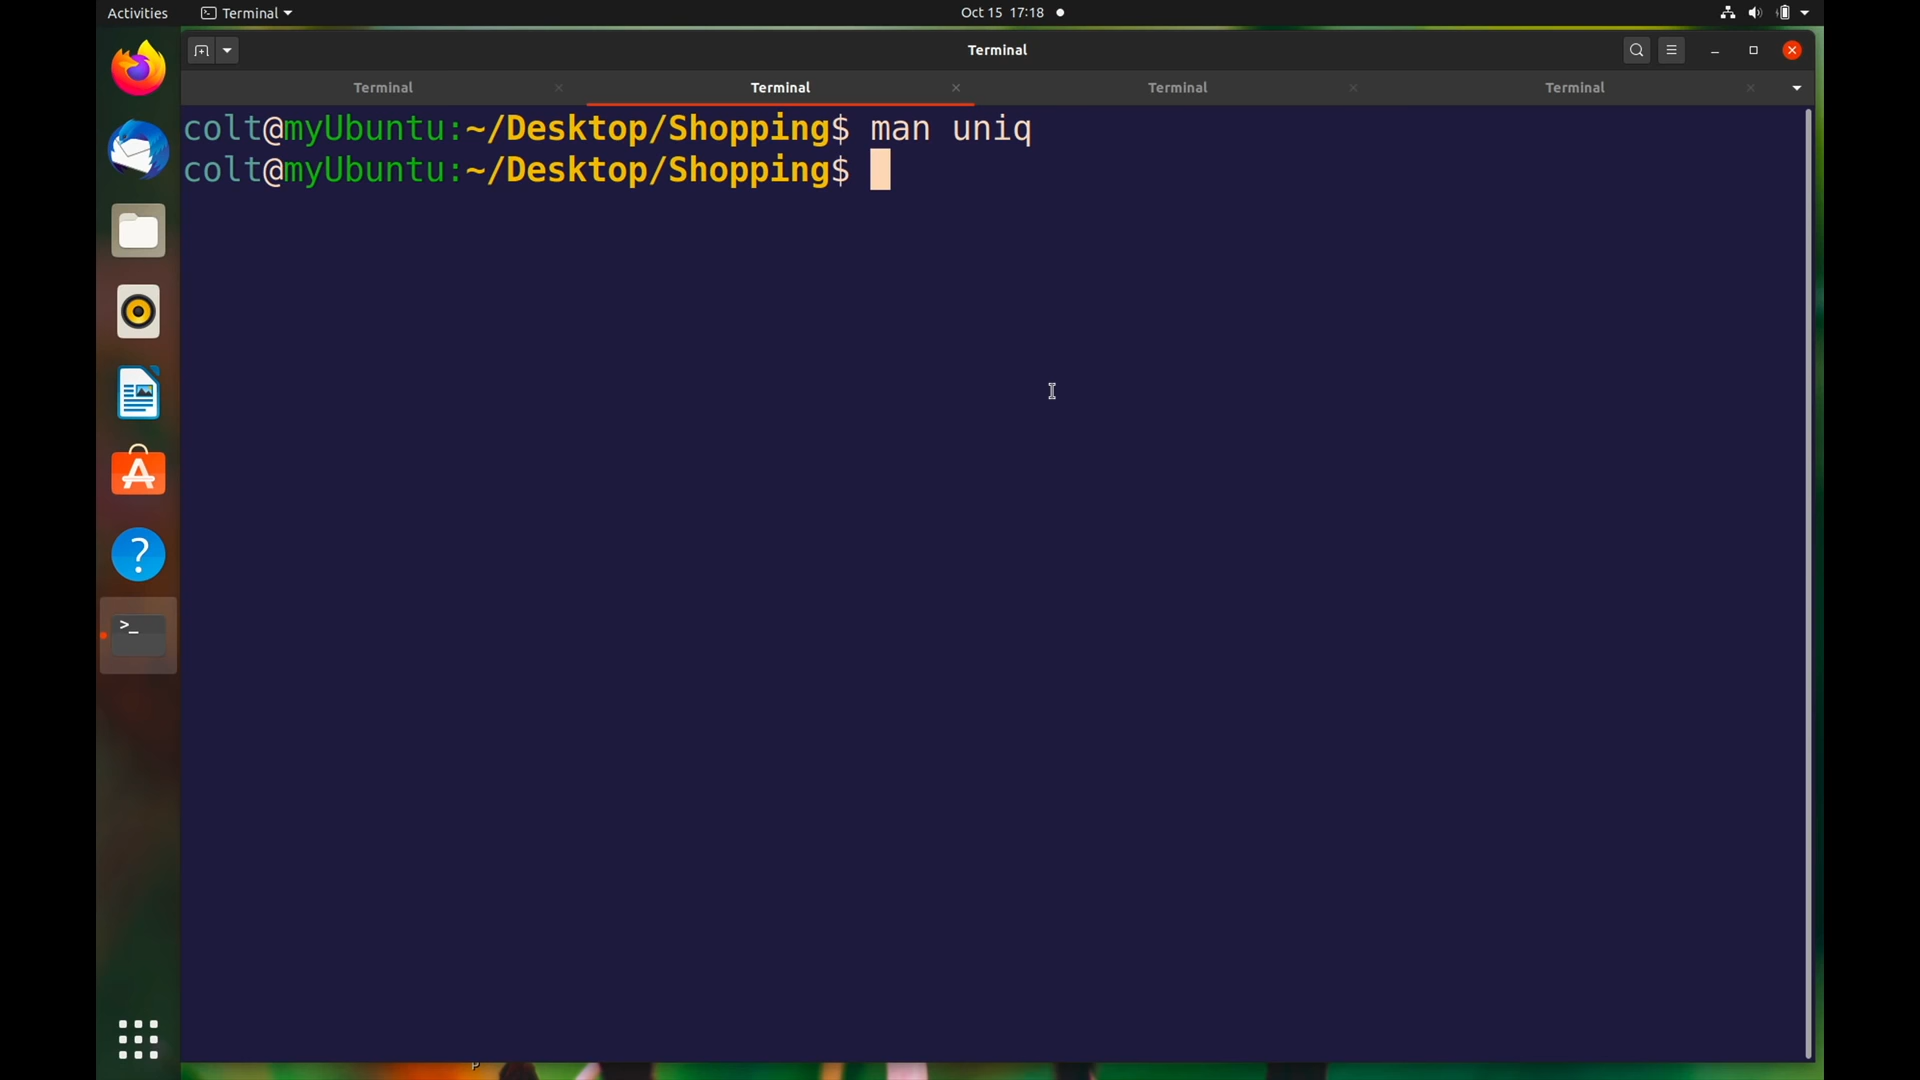 Activities Terminal Oct 15 17:18
Terminal
Terminal Terminal Terminal Terminal
colt@myUbuntu:~/Desktop/Shopping$ man uniq
colt@myUbuntu:~/Desktop/Shopping$